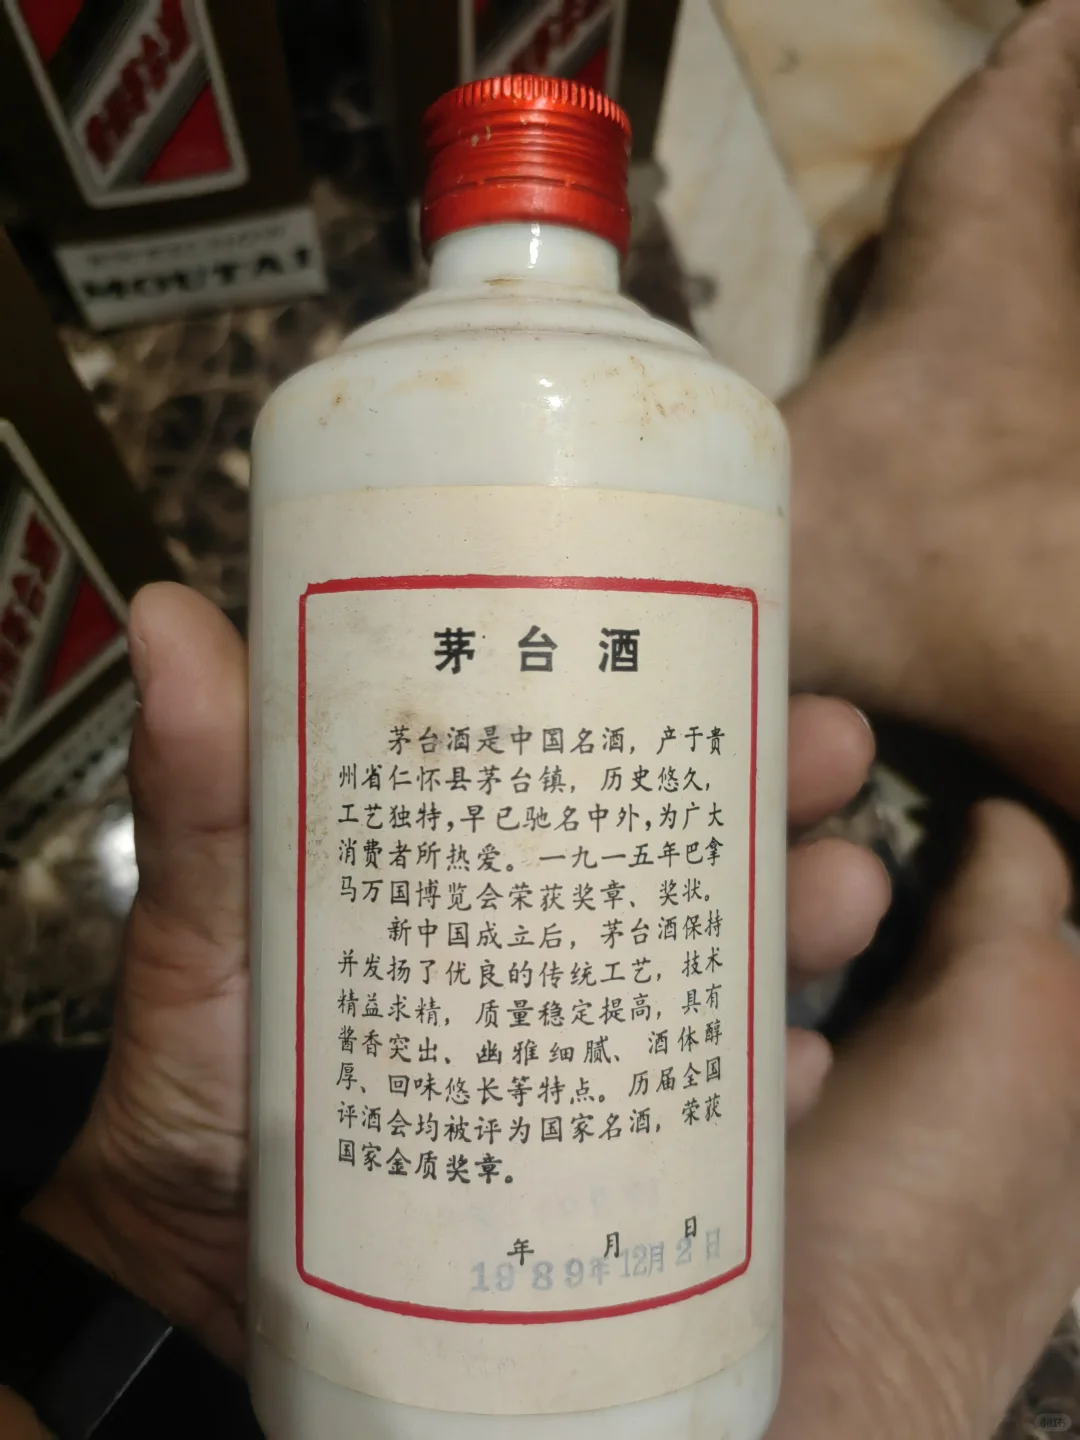 MOUTAI
茅台酒
茅台酒是中国名酒，产于贵
州省仁怀县茅台镇，历史悠久，
工艺独特，早已驰名中外，为广大
消费者所热爱。一九一五年巴拿
马万国博览会荣获奖章、奖状。
新中国成立后，茅台酒保持
并发扬了优良的传统工艺，技术
精益求精，质量稳定提高，具有
酱香突出、幽雅细腻、酒体醇
厚、回味悠长等特点。历届全国
评酒会均被评为国家名酒，荣获
国家金质奖章。
年 月 日
1989年12月2日